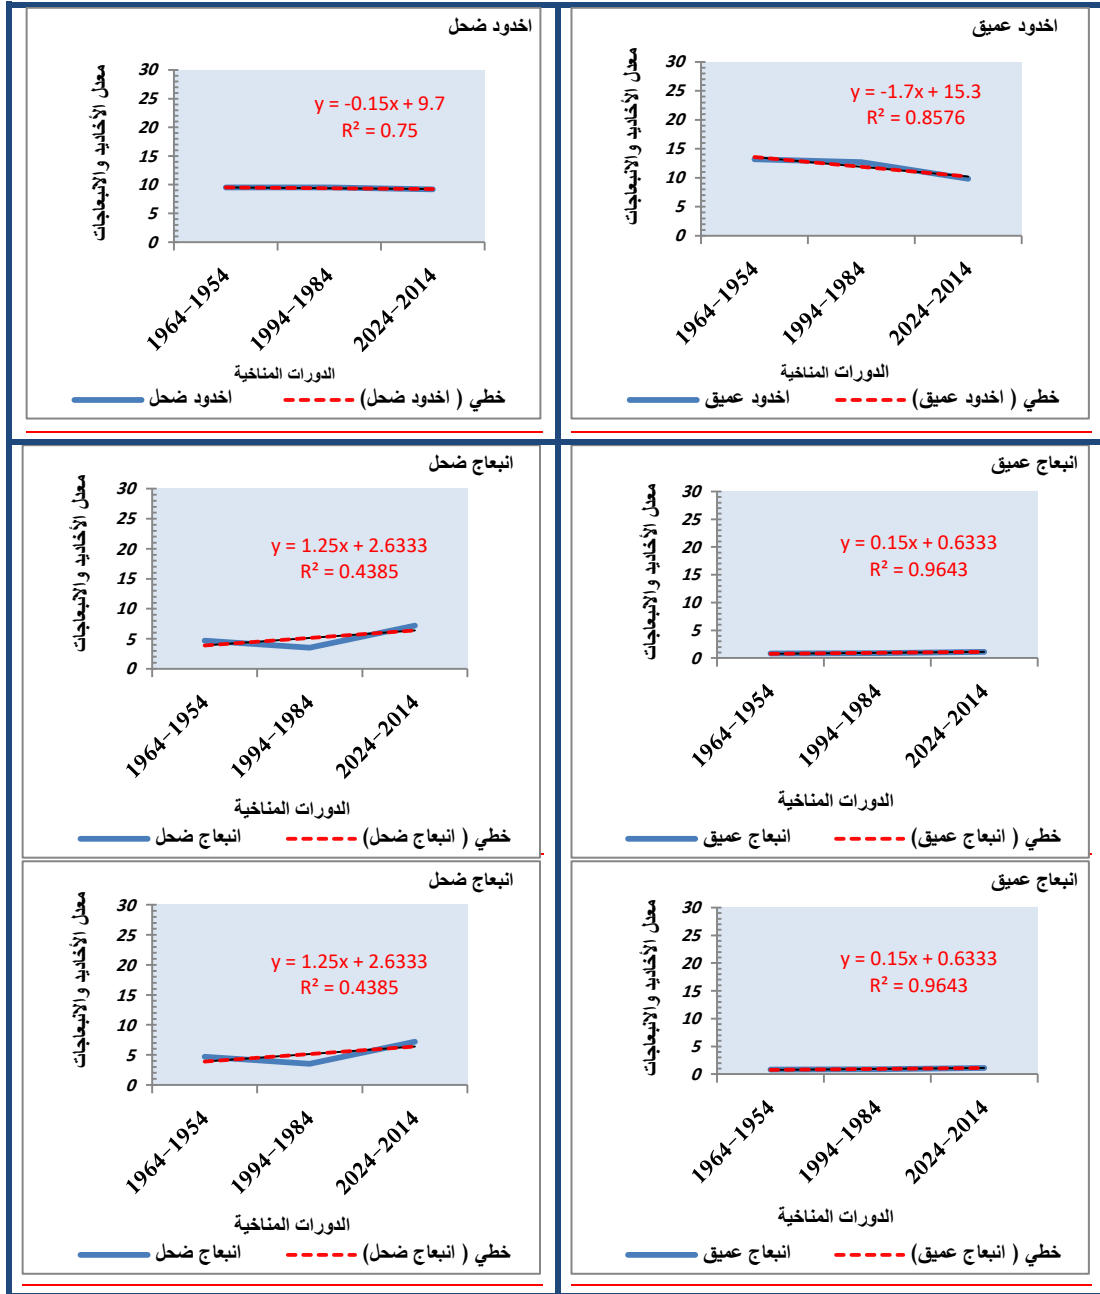 اخدود عميق
معدل الأخاديد والانبعاجات
30
25
20
15
10
5
0
y = -1.7x + 15.3
R² = 0.8576
1964-1954
1994-1984
2024-2014
الدورات المناخية
اخدود عميق
خطي ( اخدود عميق)
اخدود ضحل
معدل الأخاديد والانبعاجات
30
25
20
15
10
5
0
y = -0.15x + 9.7
R² = 0.75
1964-1954
1994-1984
2024-2014
الدورات المناخية
اخدود ضحل
خطي ( اخدود ضحل)
انبعاج عميق
معدل الأخاديد والانبعاجات
30
25
20
15
10
5
0
y = 0.15x + 0.6333
R² = 0.9643
1964-1954
1994-1984
2024-2014
الدورات المناخية
انبعاج عميق
خطي ( انبعاج عميق)
انبعاج ضحل
معدل الأخاديد والانبعاجات
30
25
20
15
10
5
0
y = 1.25x + 2.6333
R² = 0.4385
1964-1954
1994-1984
2024-2014
الدورات المناخية
انبعاج ضحل
خطي ( انبعاج ضحل)
انبعاج عميق
معدل الأخاديد والانبعاجات
30
25
20
15
10
5
0
y = 0.15x + 0.6333
R² = 0.9643
1964-1954
1994-1984
2024-2014
الدورات المناخية
انبعاج عميق
خطي ( انبعاج عميق)
انبعاج ضحل
معدل الأخاديد والانبعاجات
30
25
20
15
10
5
0
y = 1.25x + 2.6333
R² = 0.4385
1964-1954
1994-1984
2024-2014
الدورات المناخية
انبعاج ضحل
خطي ( انبعاج ضحل)